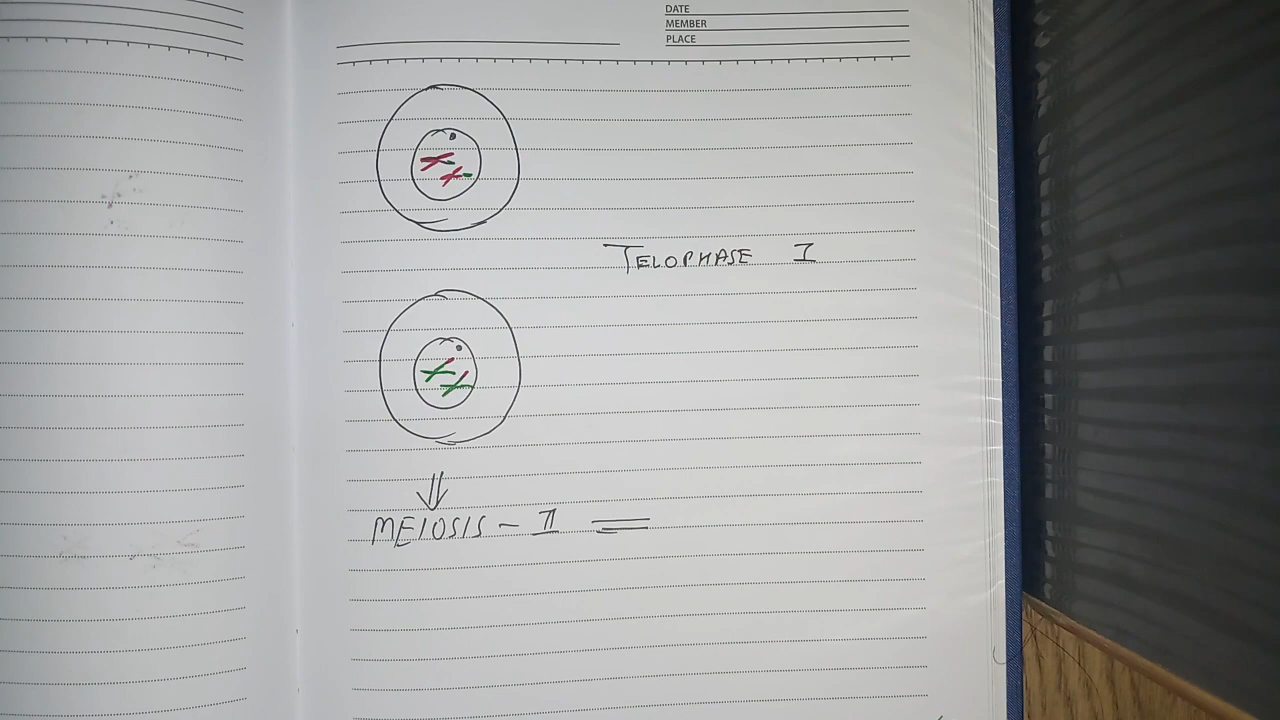 DATE
MEMBER
PLACE
TELOPHASE I
MEIOSIS - II